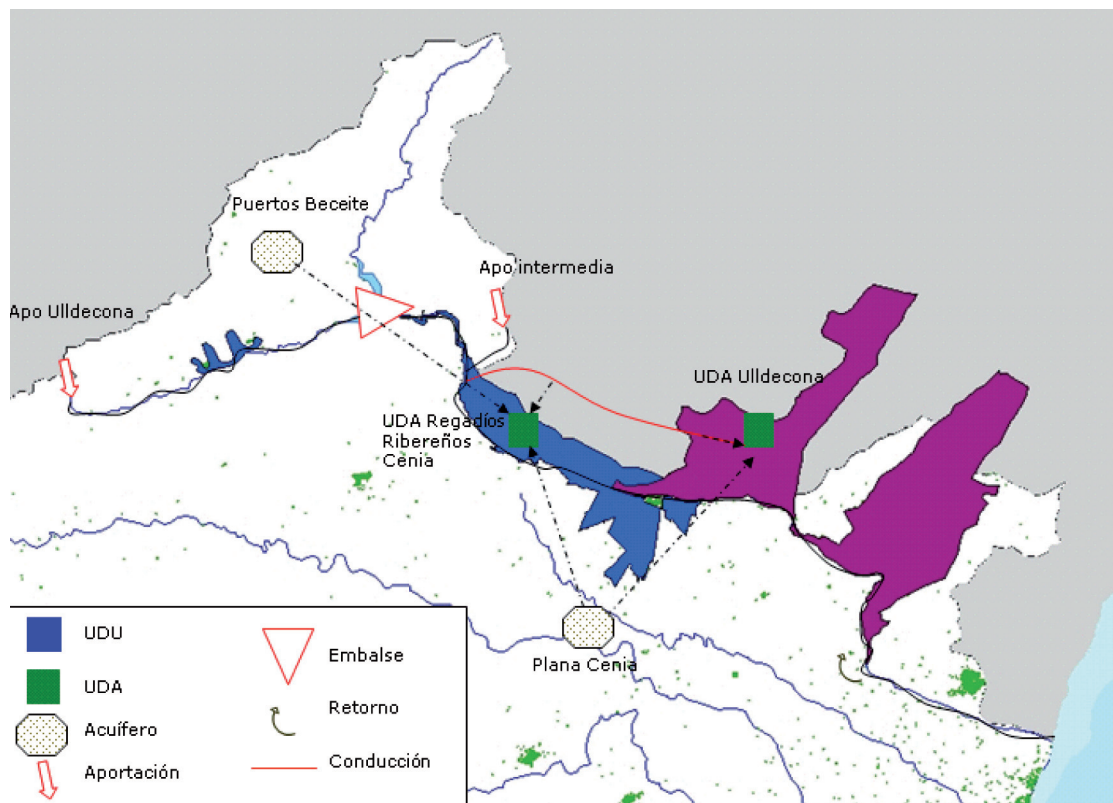 Puertos Beceite
Apo intermedia
Apo Ulldecona
UDA Ulldecona
UDA Regadíos
Ribereños
Cenia
Plana Cenia
UDU
UDA
Acuífero
Aportación
Embalse
Retorno
Conducción